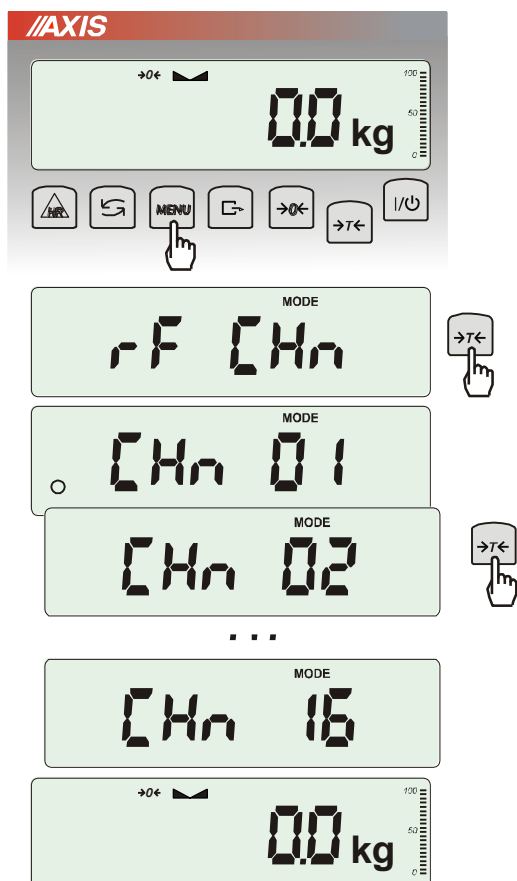 //AXIS
→0← 100
50
0.0 kg
0
HR MENU →0← →T← I/⏻
MODE
rF CHn
→T←
MODE
CHn 01
MODE
CHn 02
→T←
...
MODE
CHn 16
→0← 100
50
0.0 kg
0